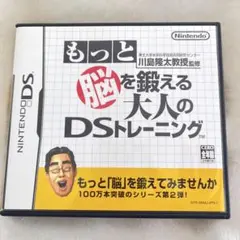 Nintendo
東北大学未来科学技術共同研究センター
川島隆太教授監修
もっと
脳を鍛える
大人の
DSトレーニング
TM
NINTENDO DS
CERO
もっと「脳」を鍛えてみませんか
100万本突破のシリーズ第2弾!